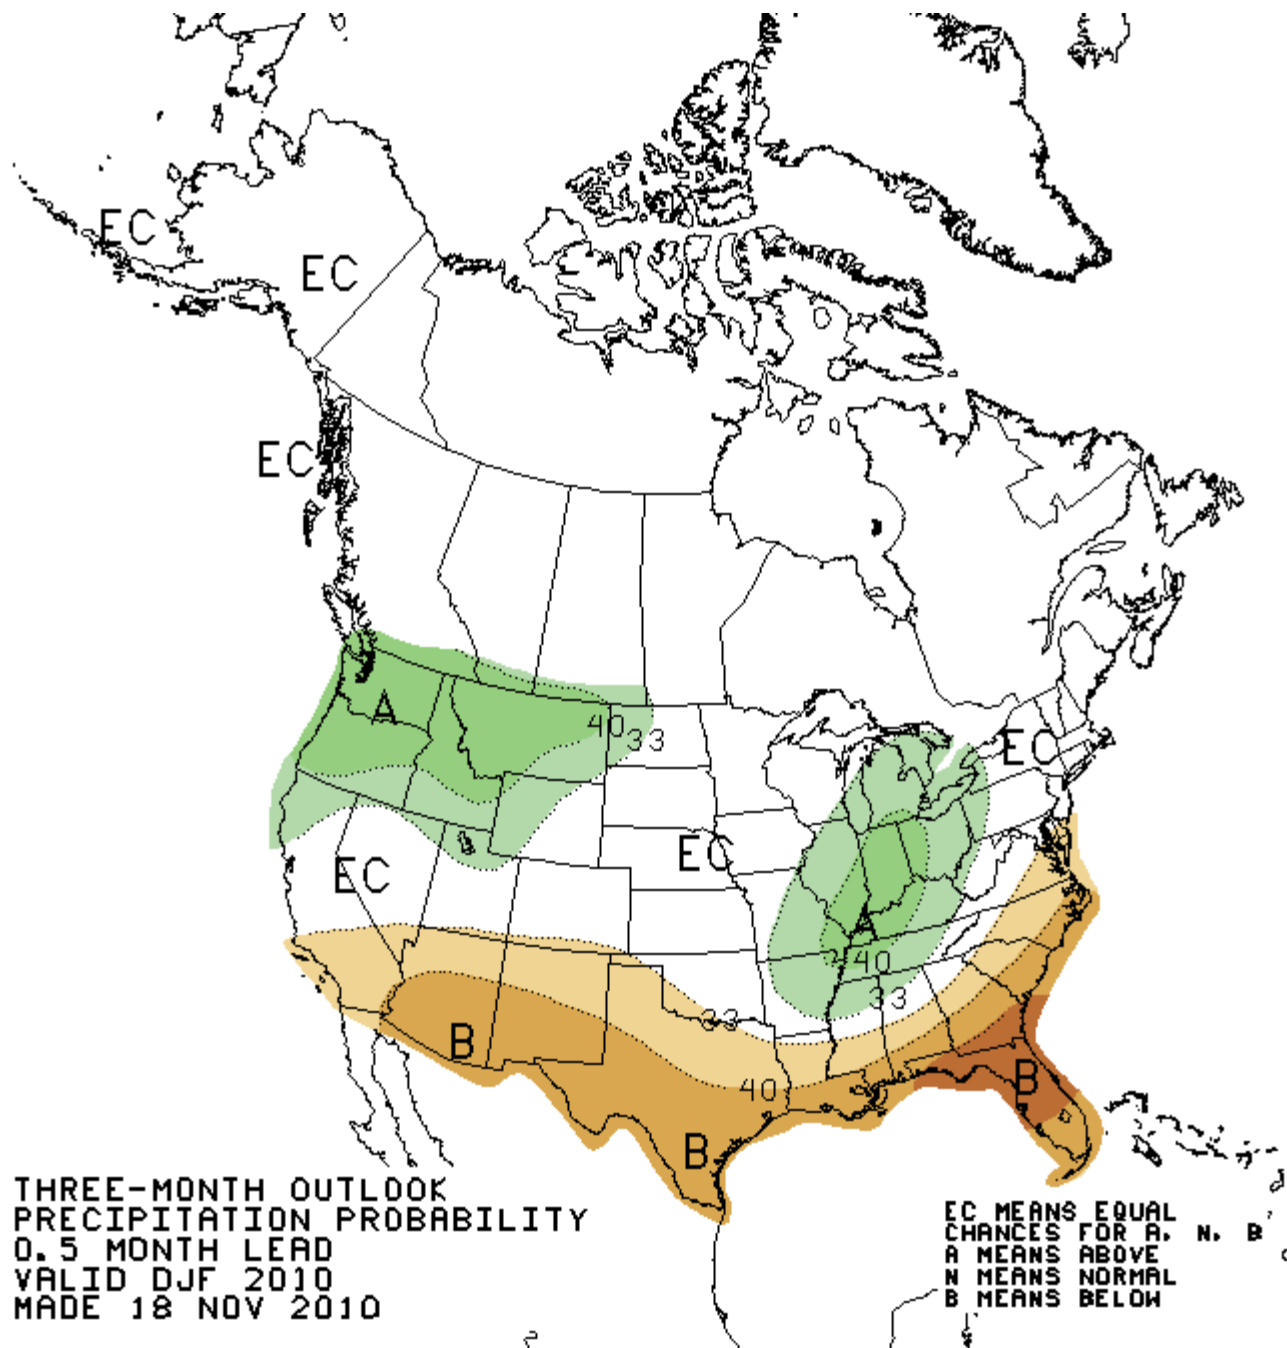 EC
EC
EC
A
40
33
EC
EC
EC
A
40
33
33
B
B
40
B
THREE-MONTH OUTLOOK
PRECIPITATION PROBABILITY
0.5 MONTH LEAD
VALID DJF 2010
MADE 18 NOV 2010
EC MEANS EQUAL
CHANCES FOR A, N, B
A MEANS ABOVE
N MEANS NORMAL
B MEANS BELOW